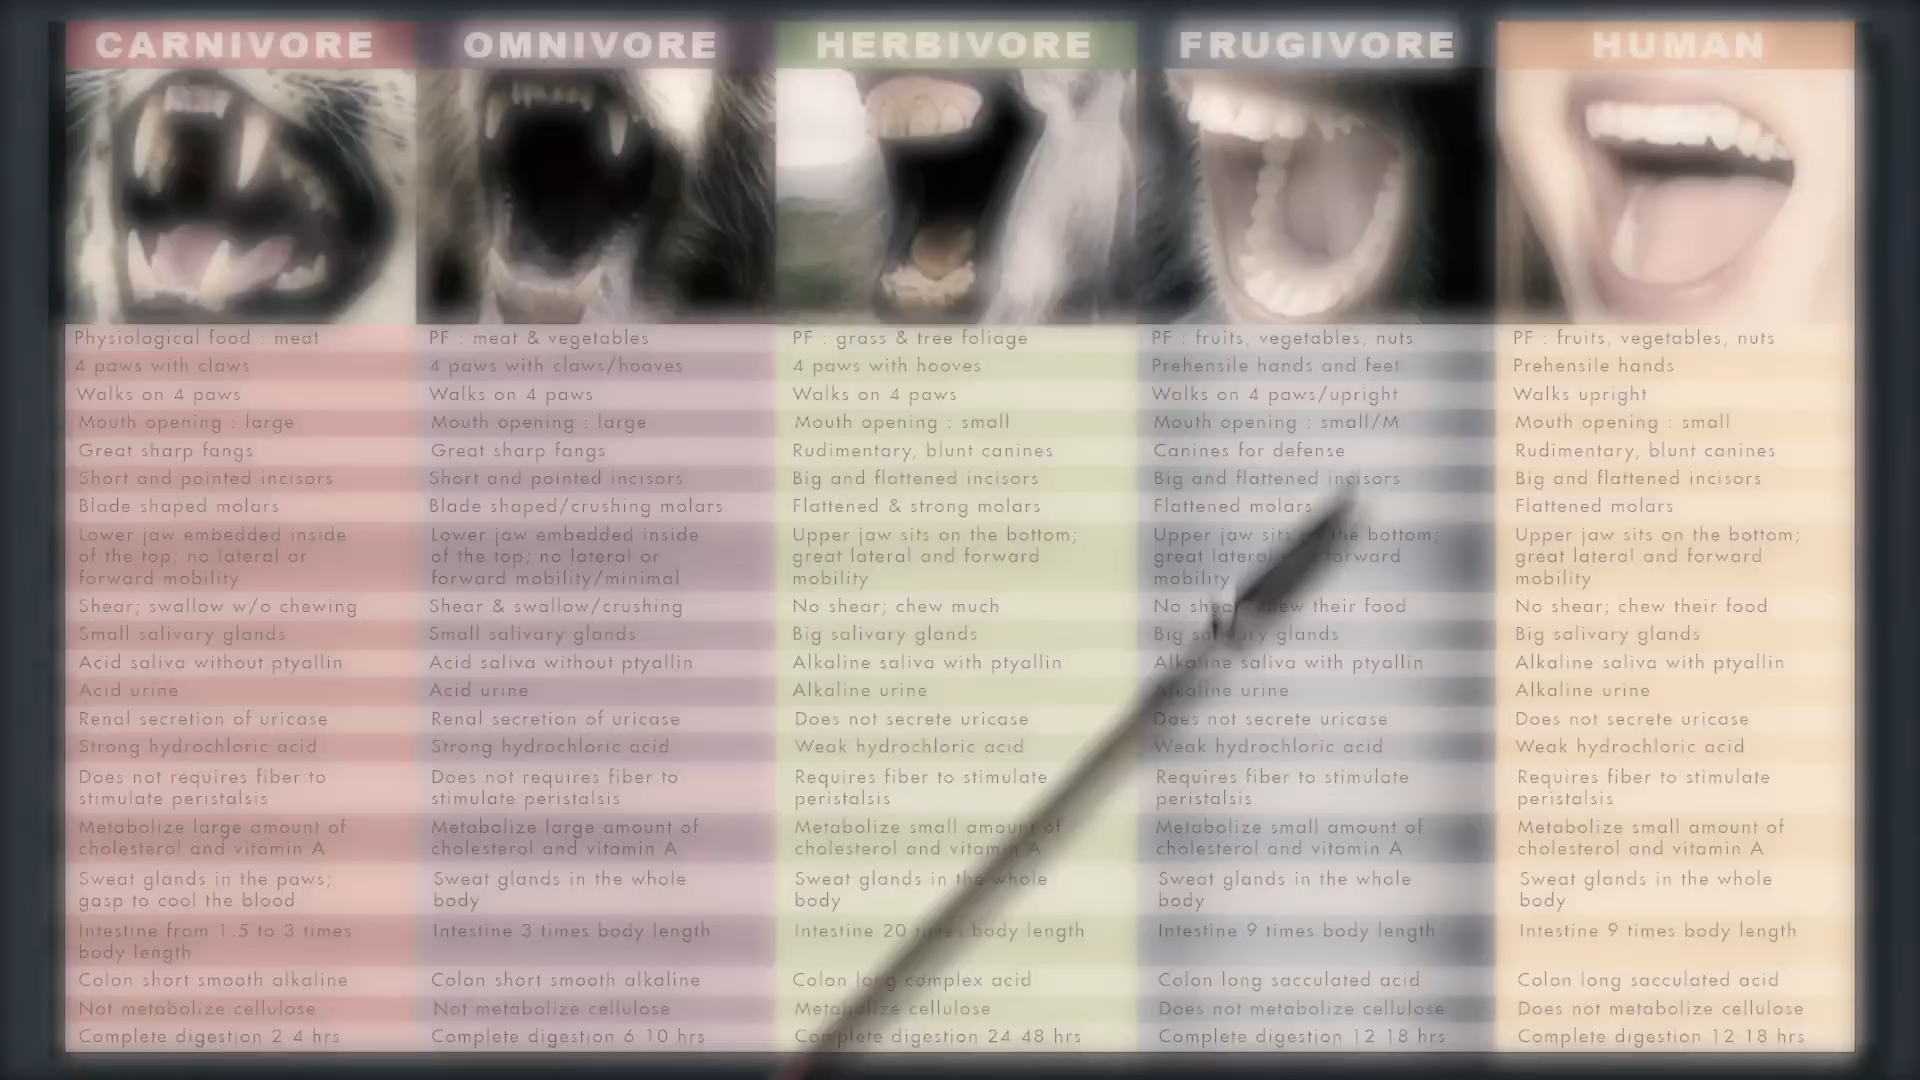 CARNIVORE
Physiological food : meat
4 paws with claws
Walks on 4 paws
Mouth opening : large
Great sharp fangs
Short and pointed incisors
Blade shaped molars
Lower jaw embedded inside
of the top; no lateral or
forward mobility
Shear; swallow w/o chewing
Small salivary glands
Acid saliva without ptyallin
Acid urine
Renal secretion of uricase
Strong hydrochloric acid
Does not requires fiber to
stimulate peristalsis
Metabolize large amount of
cholesterol and vitamin A
Sweat glands in the paws;
gasp to cool the blood
Intestine from 1.5 to 3 times
body length
Colon short smooth alkaline
Not metabolize cellulose
Complete digestion 2 4 hrs
OMNIVORE
PF : meat & vegetables
4 paws with claws/hooves
Walks on 4 paws
Mouth opening : large
Great sharp fangs
Short and pointed incisors
Blade shaped/crushing molars
Lower jaw embedded inside
of the top; no lateral or
forward mobility/minimal
Shear & swallow/crushing
Small salivary glands
Acid saliva without ptyallin
Acid urine
Renal secretion of uricase
Strong hydrochloric acid
Does not requires fiber to
stimulate peristalsis
Metabolize large amount of
cholesterol and vitamin A
Sweat glands in the whole
body
Intestine 3 times body length
Colon short smooth alkaline
Not metabolize cellulose
Complete digestion 6 10 hrs
HERBIVORE
PF : grass & tree foliage
4 paws with hooves
Walks on 4 paws
Mouth opening : small
Rudimentary, blunt canines
Big and flattened incisors
Flattened & strong molars
Upper jaw sits on the bottom;
great lateral and forward
mobility
No shear; chew much
Big salivary glands
Alkaline saliva with ptyallin
Alkaline urine
Does not secrete uricase
Weak hydrochloric acid
Requires fiber to stimulate
peristalsis
Metabolize small amount of
cholesterol and vitamin A
Sweat glands in the whole
body
Intestine 20 times body length
Colon long complex acid
Metabolize cellulose
Complete digestion 24 48 hrs
FRUGIVORE
PF : fruits, vegetables, nuts
Prehensile hands and feet
Walks on 4 paws/upright
Mouth opening : small/M
Canines for defense
Big and flattened incisors
Flattened molars
Upper jaw sits on the bottom;
great lateral forward
mobility
No shear; chew their food
Big salivary glands
Alkaline saliva with ptyallin
Alkaline urine
Does not secrete uricase
Weak hydrochloric acid
Requires fiber to stimulate
peristalsis
Metabolize small amount of
cholesterol and vitamin A
Sweat glands in the whole
body
Intestine 9 times body length
Colon long sacculated acid
Does not metabolize cellulose
Complete digestion 12 18 hrs
HUMAN
PF : fruits, vegetables, nuts
Prehensile hands
Walks upright
Mouth opening : small
Rudimentary, blunt canines
Big and flattened incisors
Flattened molars
Upper jaw sits on the bottom;
great lateral and forward
mobility
No shear; chew their food
Big salivary glands
Alkaline saliva with ptyallin
Alkaline urine
Does not secrete uricase
Weak hydrochloric acid
Requires fiber to stimulate
peristalsis
Metabolize small amount of
cholesterol and vitamin A
Sweat glands in the whole
body
Intestine 9 times body length
Colon long sacculated acid
Does not metabolize cellulose
Complete digestion 12 18 hrs